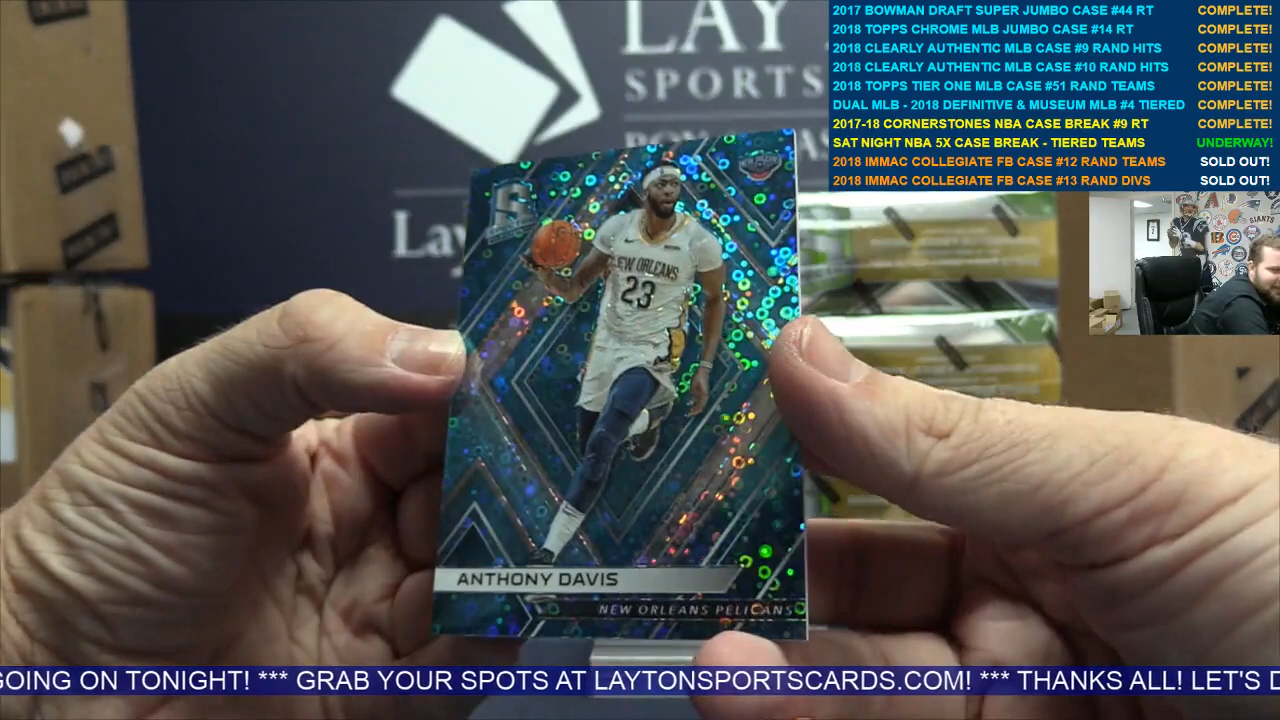 2017 BOWMAN DRAFT SUPER JUMBO CASE #44 RT COMPLETE!
2018 TOPPS CHROME MLB JUMBO CASE #14 RT COMPLETE!
2018 CLEARLY AUTHENTIC MLB CASE #9 RAND HITS COMPLETE!
2018 CLEARLY AUTHENTIC MLB CASE #10 RAND HITS COMPLETE!
2018 TOPPS TIER ONE MLB CASE #51 RAND TEAMS COMPLETE!
DUAL MLB - 2018 DEFINITIVE & MUSEUM MLB #4 TIERED COMPLETE!
2017-18 CORNERSTONES NBA CASE BREAK #9 RT COMPLETE!
SAT NIGHT NBA 5X CASE BREAK - TIERED TEAMS UNDERWAY!
2018 IMMAC COLLEGIATE FB CASE #12 RAND TEAMS SOLD OUT!
2018 IMMAC COLLEGIATE FB CASE #13 RAND DIVS SOLD OUT!
LAY
SPORTS
Lay
GIANTS
NEW ORLEANS
23
ANTHONY DAVIS
NEW ORLEANS PELICANS
GOING ON TONIGHT! *** GRAB YOUR SPOTS AT LAYTONSPORTSCARDS.COM! *** THANKS ALL! LET'S D